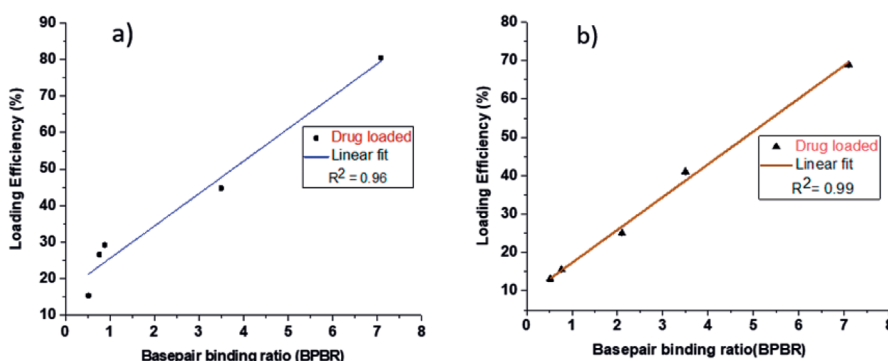 a)
Loading Efficiency (%)
90
80
70
60
50
40
30
20
10
Drug loaded
Linear fit
R² = 0.96
0 1 2 3 4 5 6 7 8
Basepair binding ratio (BPBR)
b)
Loading Efficiency (%)
80
70
60
50
40
30
20
10
Drug loaded
Linear fit
R²= 0.99
0 1 2 3 4 5 6 7 8
Basepair binding ratio(BPBR)